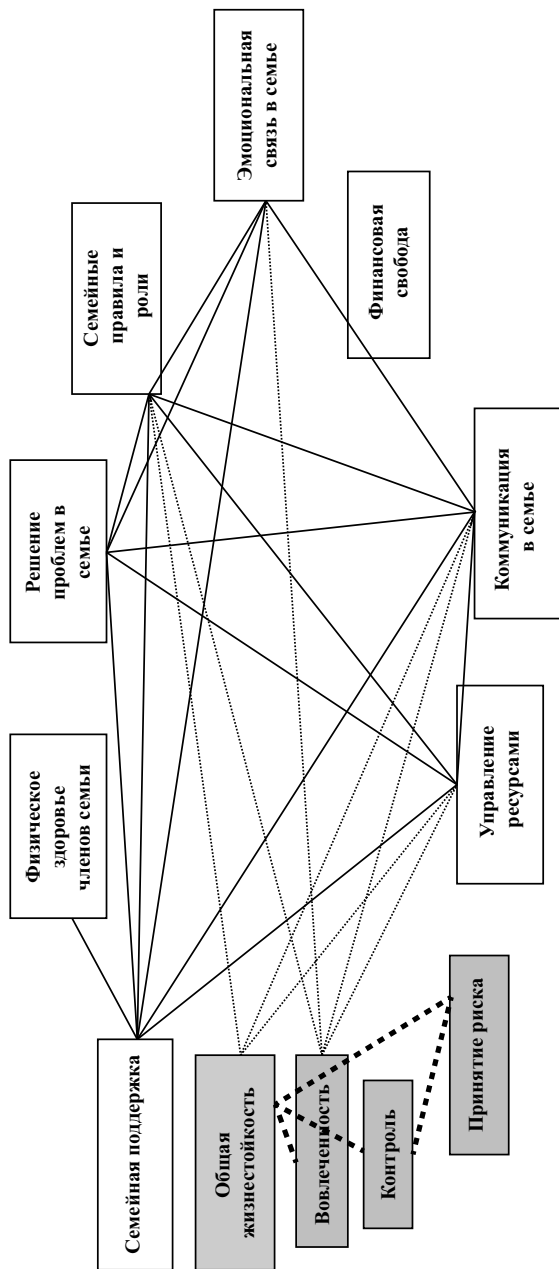 Семейная поддержка
Физическое
здоровье
членов семьи
Решение
проблем в
семье
Семейные
правила и
роли
Эмоциональная
связь в семье
Общая
жизнестойкость
Вовлеченность
Контроль
Принятие риска
Управление
ресурсами
Коммуникация
в семье
Финансовая
свобода